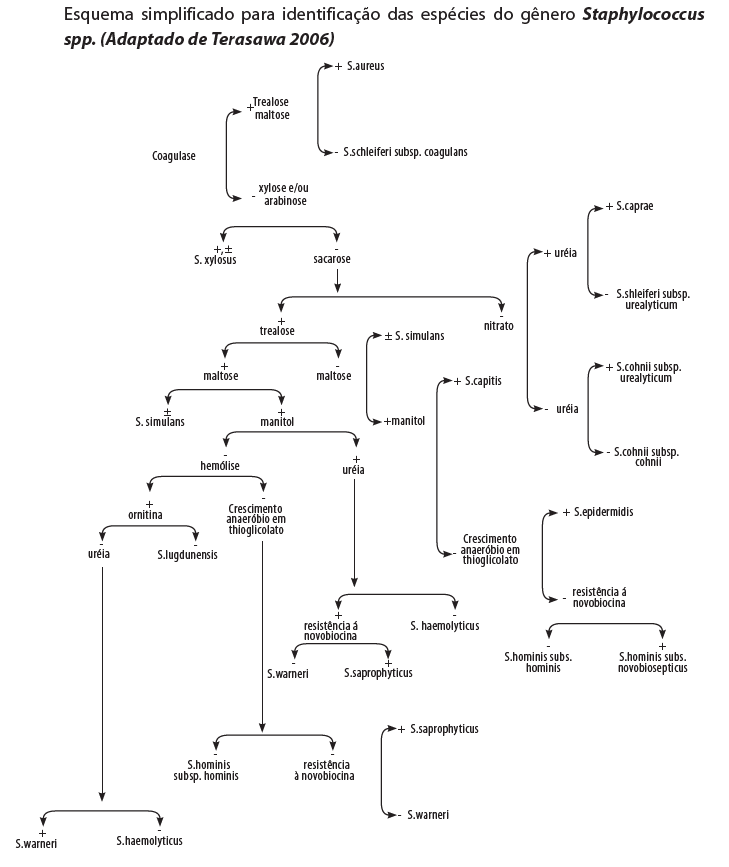 Esquema simplificado para identificação das espécies do gênero Staphylococcus
spp. (Adaptado de Terasawa 2006)
+ S.aureus
+ Trealose
maltose
Coagulase
- S.schleiferi subsp. coagulans
- xylose e/ou
arabinose
+ S.caprae
+,±
S. xylosus
-
sacarose
+ uréia
- S.shleiferi subsp.
urealyticum
+
trealose
-
nitrato
± S. simulans
+
maltose
-
maltose
+ S.capitis
+ S.cohnii subsp.
urealyticum
±
S. simulans
+
manitol
+manitol
- uréia
- S.cohnii subsp.
cohnii
-
hemólise
+
uréia
+
ornitina
-
Crescimento
anaeróbio em
thioglicolato
+ S.epidermidis
-
uréia
-
S.lugdunensis
- Crescimento
anaeróbio em
thioglicolato
- resistência á
novobiocina
+
resistência á
novobiocina
-
S. haemolyticus
-
S.hominis subs.
hominis
+
S.hominis subs.
novobiosepticus
-
S.warneri
+
S.saprophyticus
+ S.saprophyticus
-
S.hominis
subsp. hominis
-
resistência
à novobiocina
- S.warneri
+
S.warneri
-
S.haemolyticus